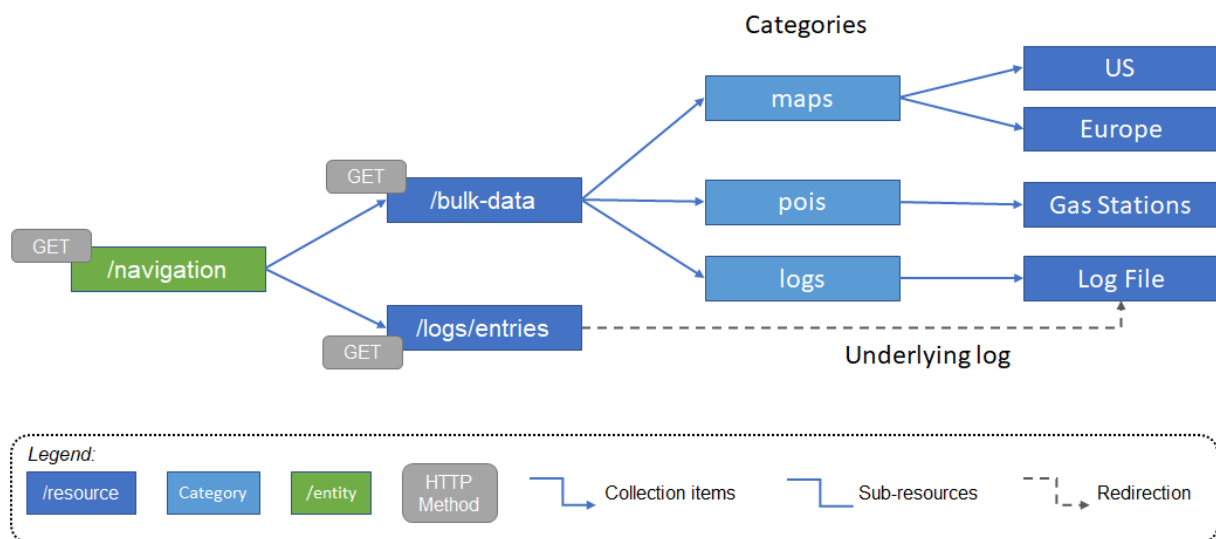 Categories
US
maps
Europe
GET
/bulk-data
pois
Gas Stations
GET
/navigation
logs
Log File
/logs/entries
GET
Underlying log
Legend:
/resource
Category
/entity
HTTP
Method
Collection items
Sub-resources
Redirection